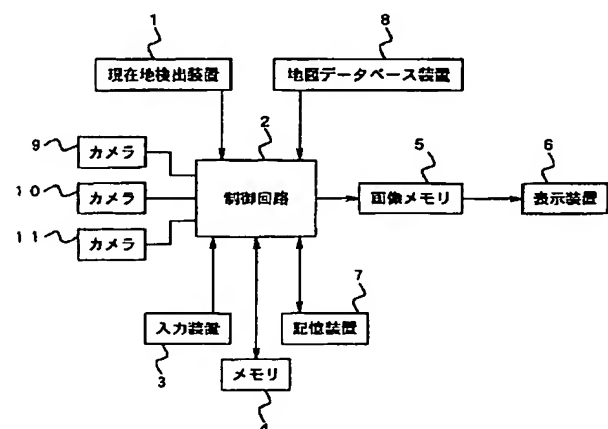 1
8
現在地検出装置
地図データベース装置
2
9
カメラ
5
6
10
カメラ
制御回路
画像メモリ
表示装置
11
カメラ
7
入力装置
記憶装置
3
メモリ
4